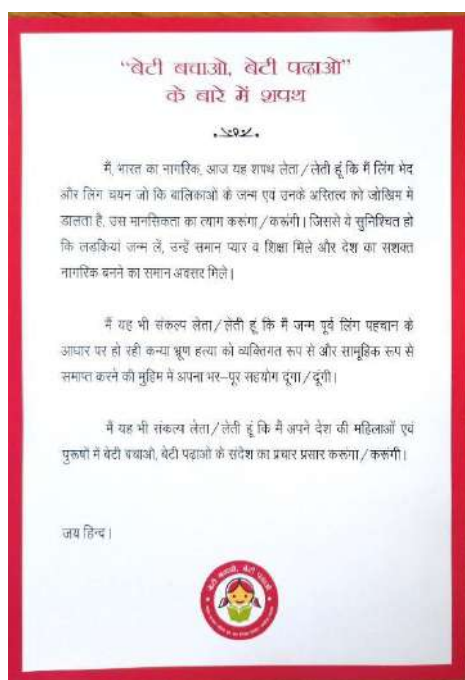 “बेटी बचाओ, बेटी पढ़ाओ”
के बारे में शपथ
मैं, भारत का नागरिक, आज यह शपथ लेता/लेती हूं कि मैं लिंग भेद
और लिंग चयन जो कि बालिकाओं के जन्म एवं उनके अस्तित्व को जोखिम में
डालता है, उस मानसिकता का त्याग करूंगा/करूंगी। जिससे ये सुनिश्चित हो
कि लडकियां जन्म लें, उन्हें समान प्यार व शिक्षा मिले और देश का सशक्त
नागरिक बनने का समान अवसर मिले।
मैं यह भी संकल्प लेता/लेती हूं कि मैं जन्म पूर्व लिंग पहचान के
आधार पर हो रही कन्या भ्रूण हत्या को व्यक्तिगत रूप से और सामूहिक रूप से
समाप्त करने की मुहिम में अपना भर–पूर सहयोग दूंगा/दूंगी।
मैं यह भी संकल्प लेता/लेती हूं कि मैं अपने देश की महिलाओं एवं
पुरूषों में बेटी बचाओ, बेटी पढ़ाओ के संदेश का प्रचार प्रसार करूंगा/करूंगी।
जय हिन्द।
बेटी बचाओ, बेटी पढ़ाओ